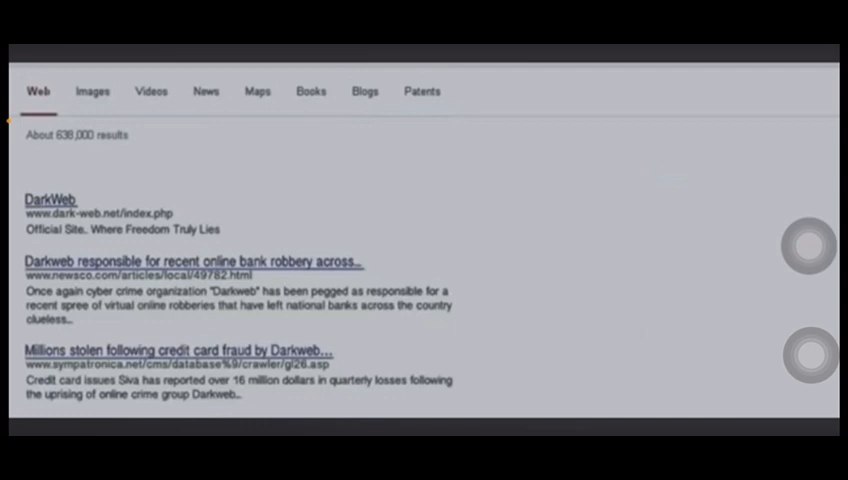 Web Images Videos News Maps Books Blogs Patents
About 638,000 results
DarkWeb
www.dark-web.net/index.php
Official Site.. Where Freedom Truly Lies
Darkweb responsible for recent online bank robbery across...
www.newsco.com/articles/local/49782.html
Once again cyber crime organization "Darkweb" has been pegged as responsible for a
recent spree of virtual online robberies that have left national banks across the country
clueless...
Millions stolen following credit card fraud by Darkweb...
www.sympatronica.net/cms/database%9/crawler/gl26.asp
Credit card issues Siva has reported over 16 million dollars in quarterly losses following
the uprising of online crime group Darkweb...